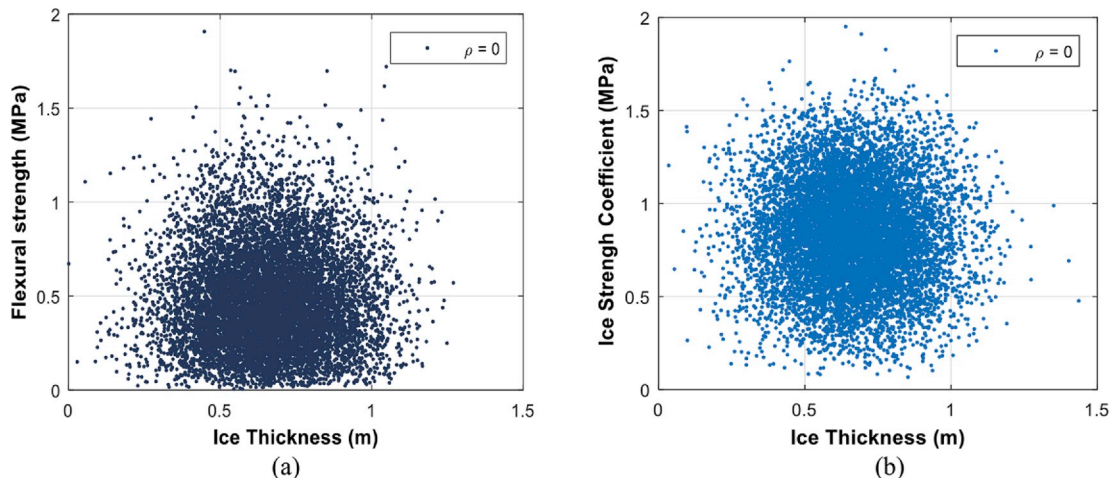 2
1.5
1
0.5
0
Flexural strength (MPa)
ρ = 0
0 0.5 1 1.5
Ice Thickness (m)
(a)
2
1.5
1
0.5
0
Ice Strengh Coefficient (MPa)
ρ = 0
0 0.5 1 1.5
Ice Thickness (m)
(b)